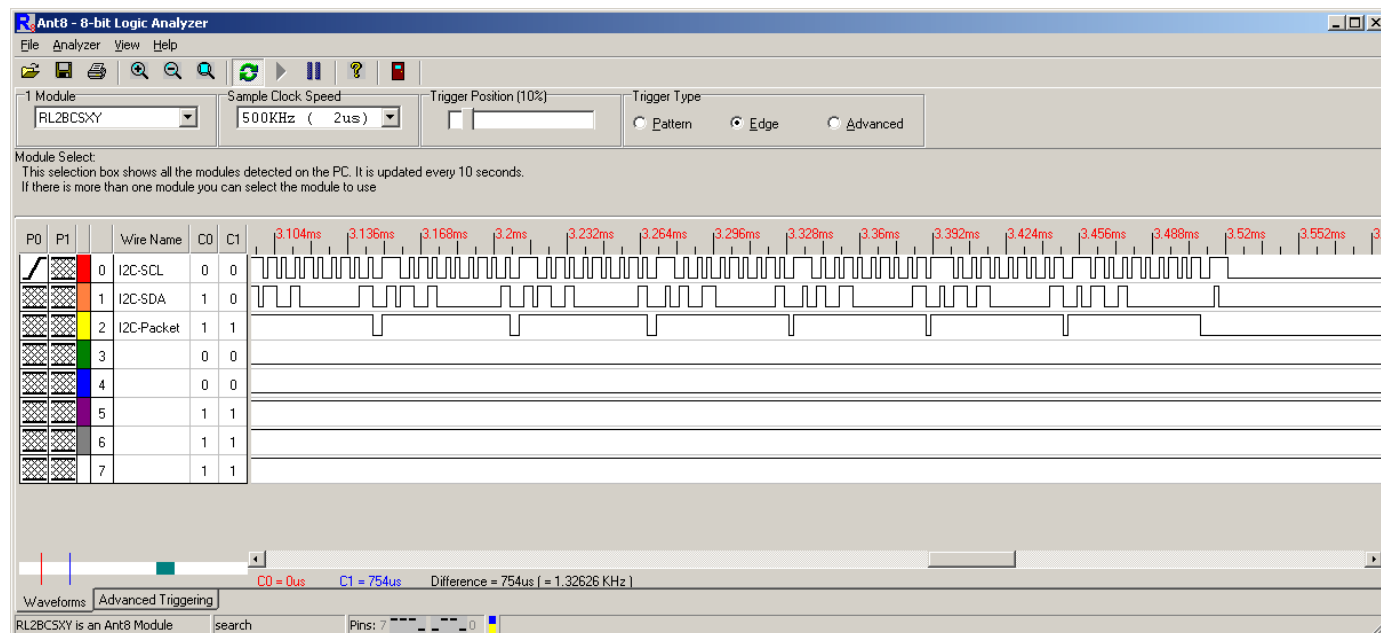 Ant8 - 8-bit Logic Analyzer
File Analyzer View Help
1 Module
Sample Clock Speed
Trigger Position (10%)
Trigger Type
RL2BCSXY
500KHz ( 2us)
Pattern
Edge
Advanced
Module Select:
This selection box shows all the modules detected on the PC. It is updated every 10 seconds.
If there is more than one module you can select the module to use
P0 P1 Wire Name C0 C1
3.104ms 3.136ms 3.168ms 3.2ms 3.232ms 3.264ms 3.296ms 3.328ms 3.36ms 3.392ms 3.424ms 3.456ms 3.488ms 3.52ms 3.552ms
0 I2C-SCL 0 0
1 I2C-SDA 1 0
2 I2C-Packet 1 1
3 0 0
4 0 0
5 1 1
6 1 1
7 1 1
C0 = 0us C1 = 754us Difference = 754us ( = 1.32626 KHz )
Waveforms Advanced Triggering
RL2BCSXY is an Ant8 Module search Pins: 7 0